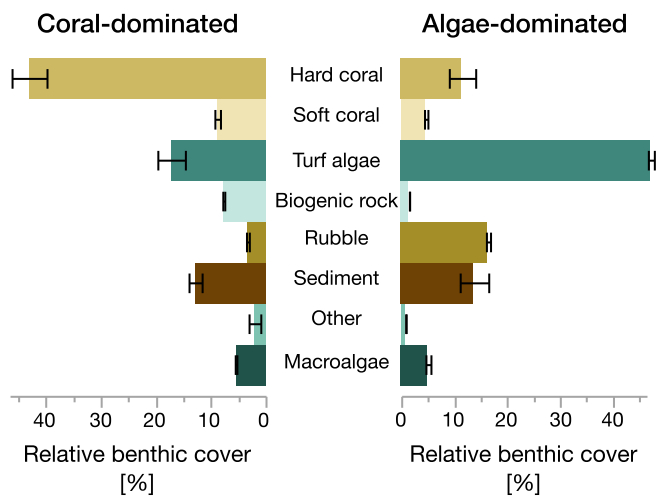 Coral-dominated
Algae-dominated
Hard coral
Soft coral
Turf algae
Biogenic rock
Rubble
Sediment
Other
Macroalgae
40 30 20 10 0
0 10 20 30 40
Relative benthic cover
[%]
Relative benthic cover
[%]